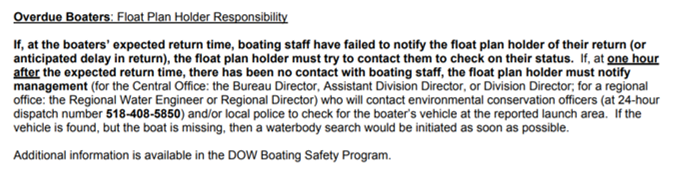 Overdue Boaters: Float Plan Holder Responsibility
If, at the boaters' expected return time, boating staff have failed to notify the float plan holder of their return (or
anticipated delay in return), the float plan holder must try to contact them to check on their status. If, at one hour
after the expected return time, there has been no contact with boating staff, the float plan holder must notify
management (for the Central Office: the Bureau Director, Assistant Division Director, or Division Director; for a regional
office: the Regional Water Engineer or Regional Director) who will contact environmental conservation officers (at 24-hour
dispatch number 518-408-5850) and/or local police to check for the boater's vehicle at the reported launch area. If the
vehicle is found, but the boat is missing, then a waterbody search would be initiated as soon as possible.
Additional information is available in the DOW Boating Safety Program.